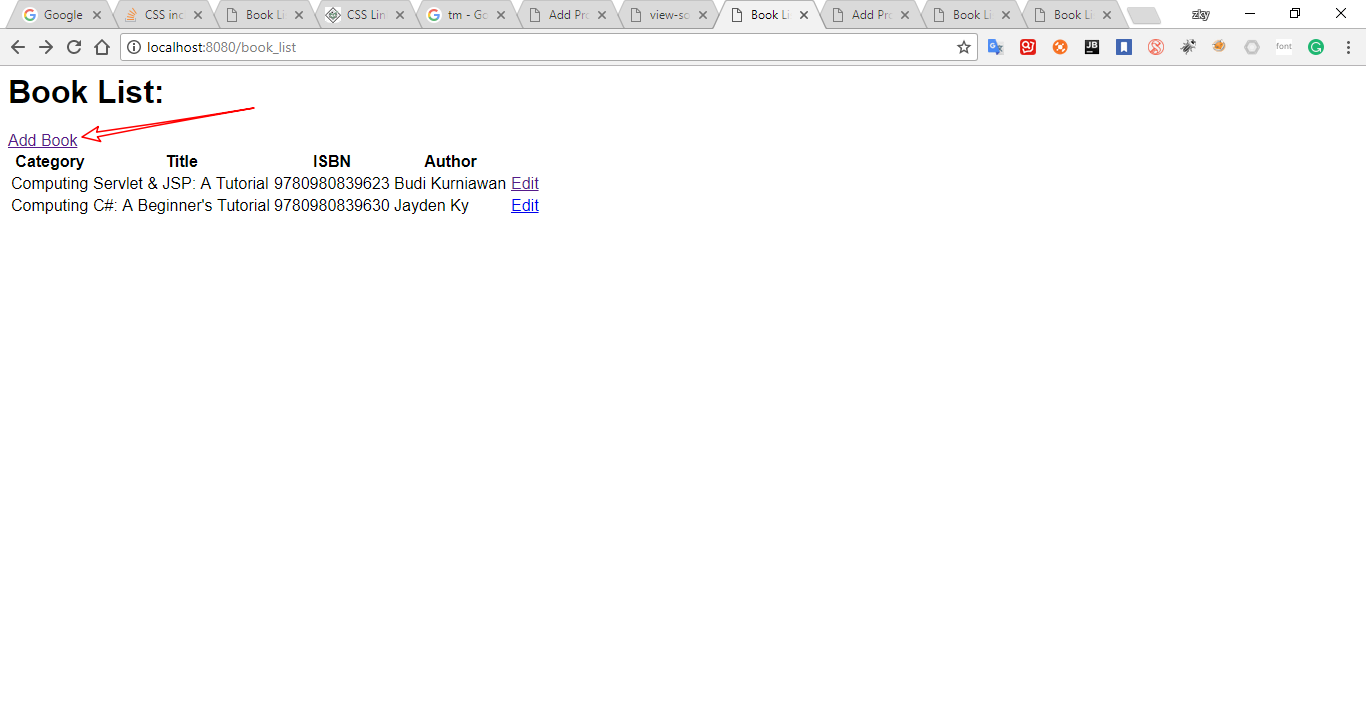 Google CSS inc Book Li CSS Lin tm - Go Add Pro view-so Book Li Add Pro Book Li Book Li zky
localhost:8080/book_list JB font
Book List:
Add Book
Category Title ISBN Author
Computing Servlet & JSP: A Tutorial 9780980839623 Budi Kurniawan Edit
Computing C#: A Beginner's Tutorial 9780980839630 Jayden Ky Edit